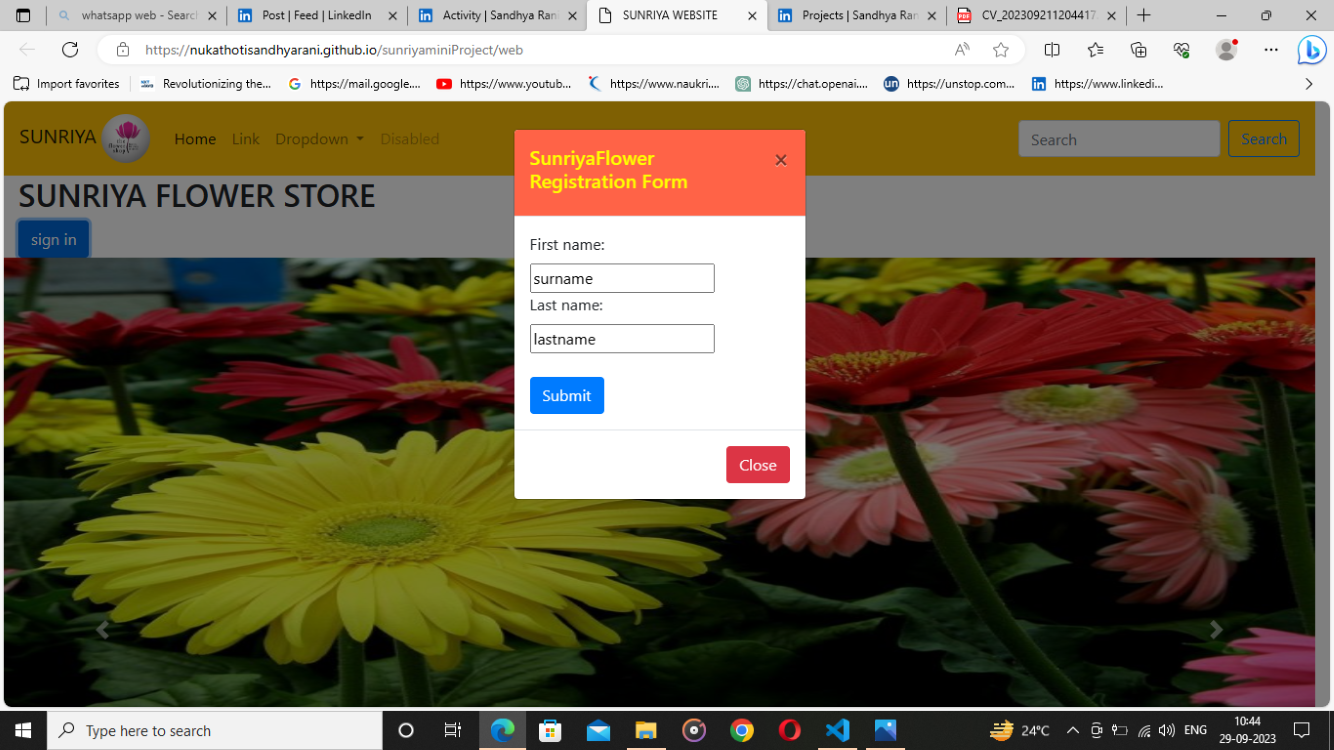 whatsapp web - Searc
Post | Feed | LinkedIn
Activity | Sandhya Ran
SUNRIYA WEBSITE
Projects | Sandhya Ran
CV_202309211204417
https://nukathotisandhyarani.github.io/sunriyaminiProject/web
Import favorites
Revolutionizing the...
https://mail.google....
https://www.youtub...
https://www.naukri...
https://chat.openai....
https://unstop.com...
https://www.linkedi...
SUNRIYA
Home
Link
Dropdown
Disabled
Search
Search
SUNRIYA FLOWER STORE
sign in
SunriyaFlower
Registration Form
×
First name:
surname
Last name:
lastname
Submit
Close
Type here to search
24°C
ENG
10:44
29-09-2023